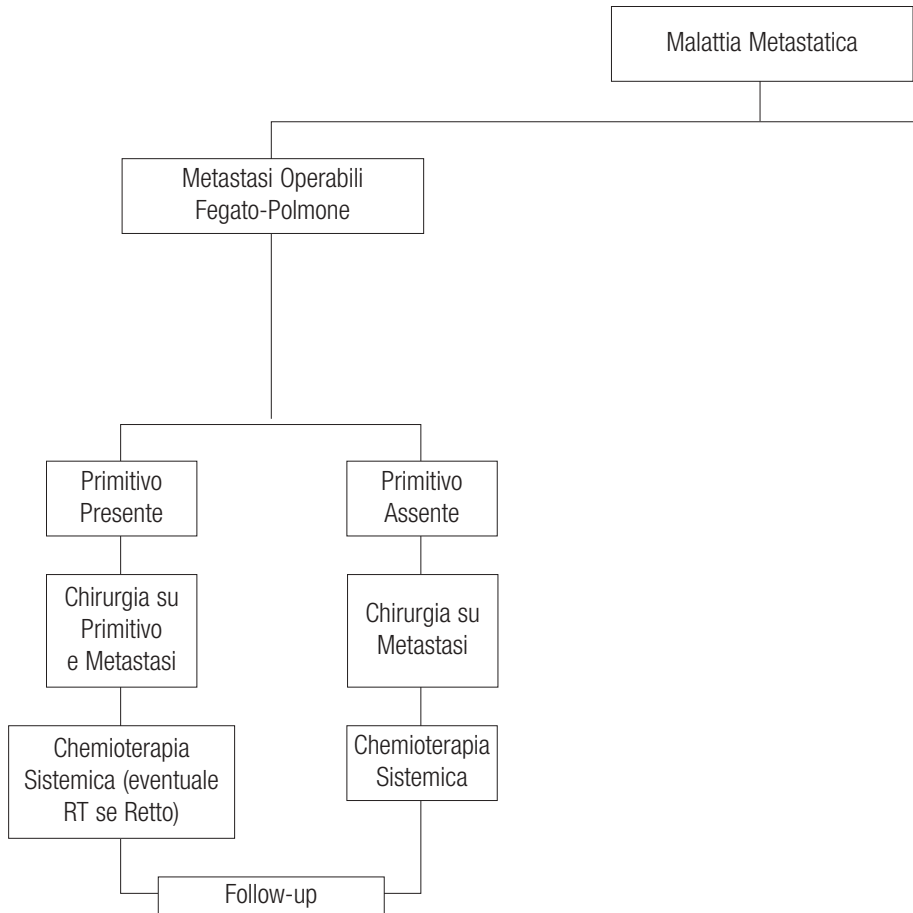 Malattia Metastatica
Metastasi Operabili
Fegato-Polmone
Primitivo
Presente
Primitivo
Assente
Chirurgia su
Primitivo
e Metastasi
Chirurgia su
Metastasi
Chemioterapia
Sistemica (eventuale
RT se Retto)
Chemioterapia
Sistemica
Follow-up